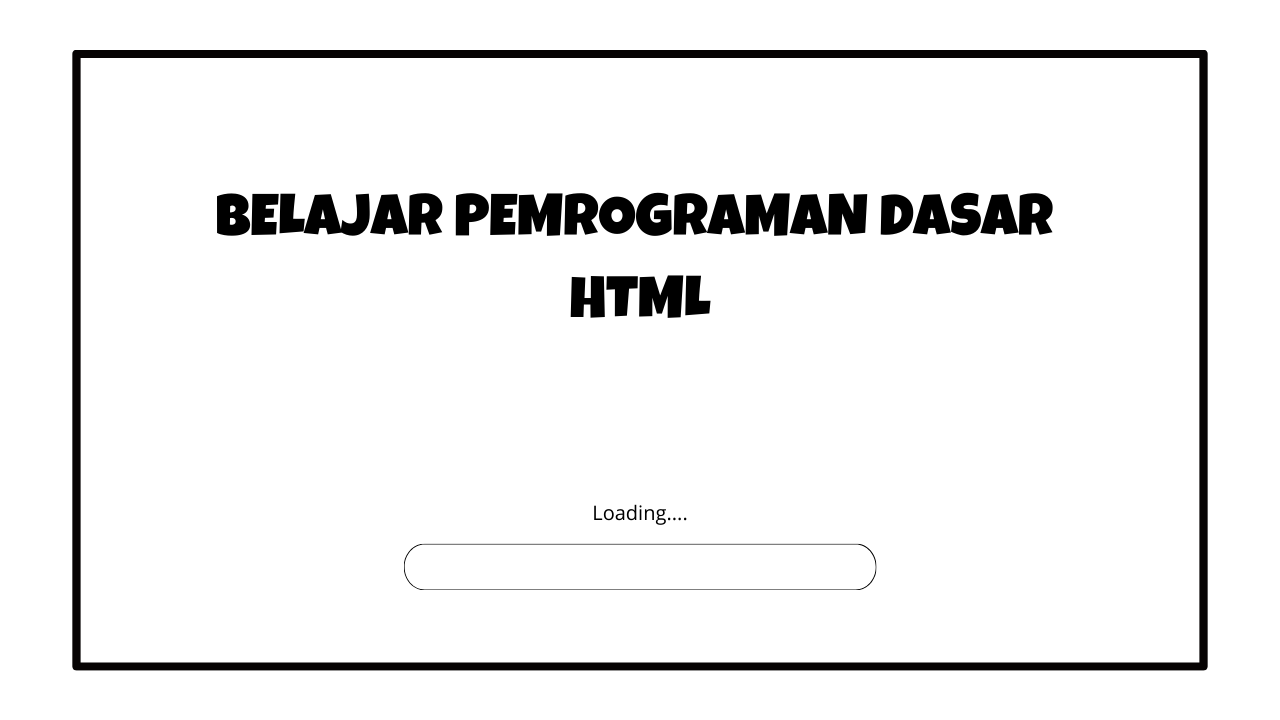 BELAJAR PEMROGRAMAN DASAR
HTML
Loading....